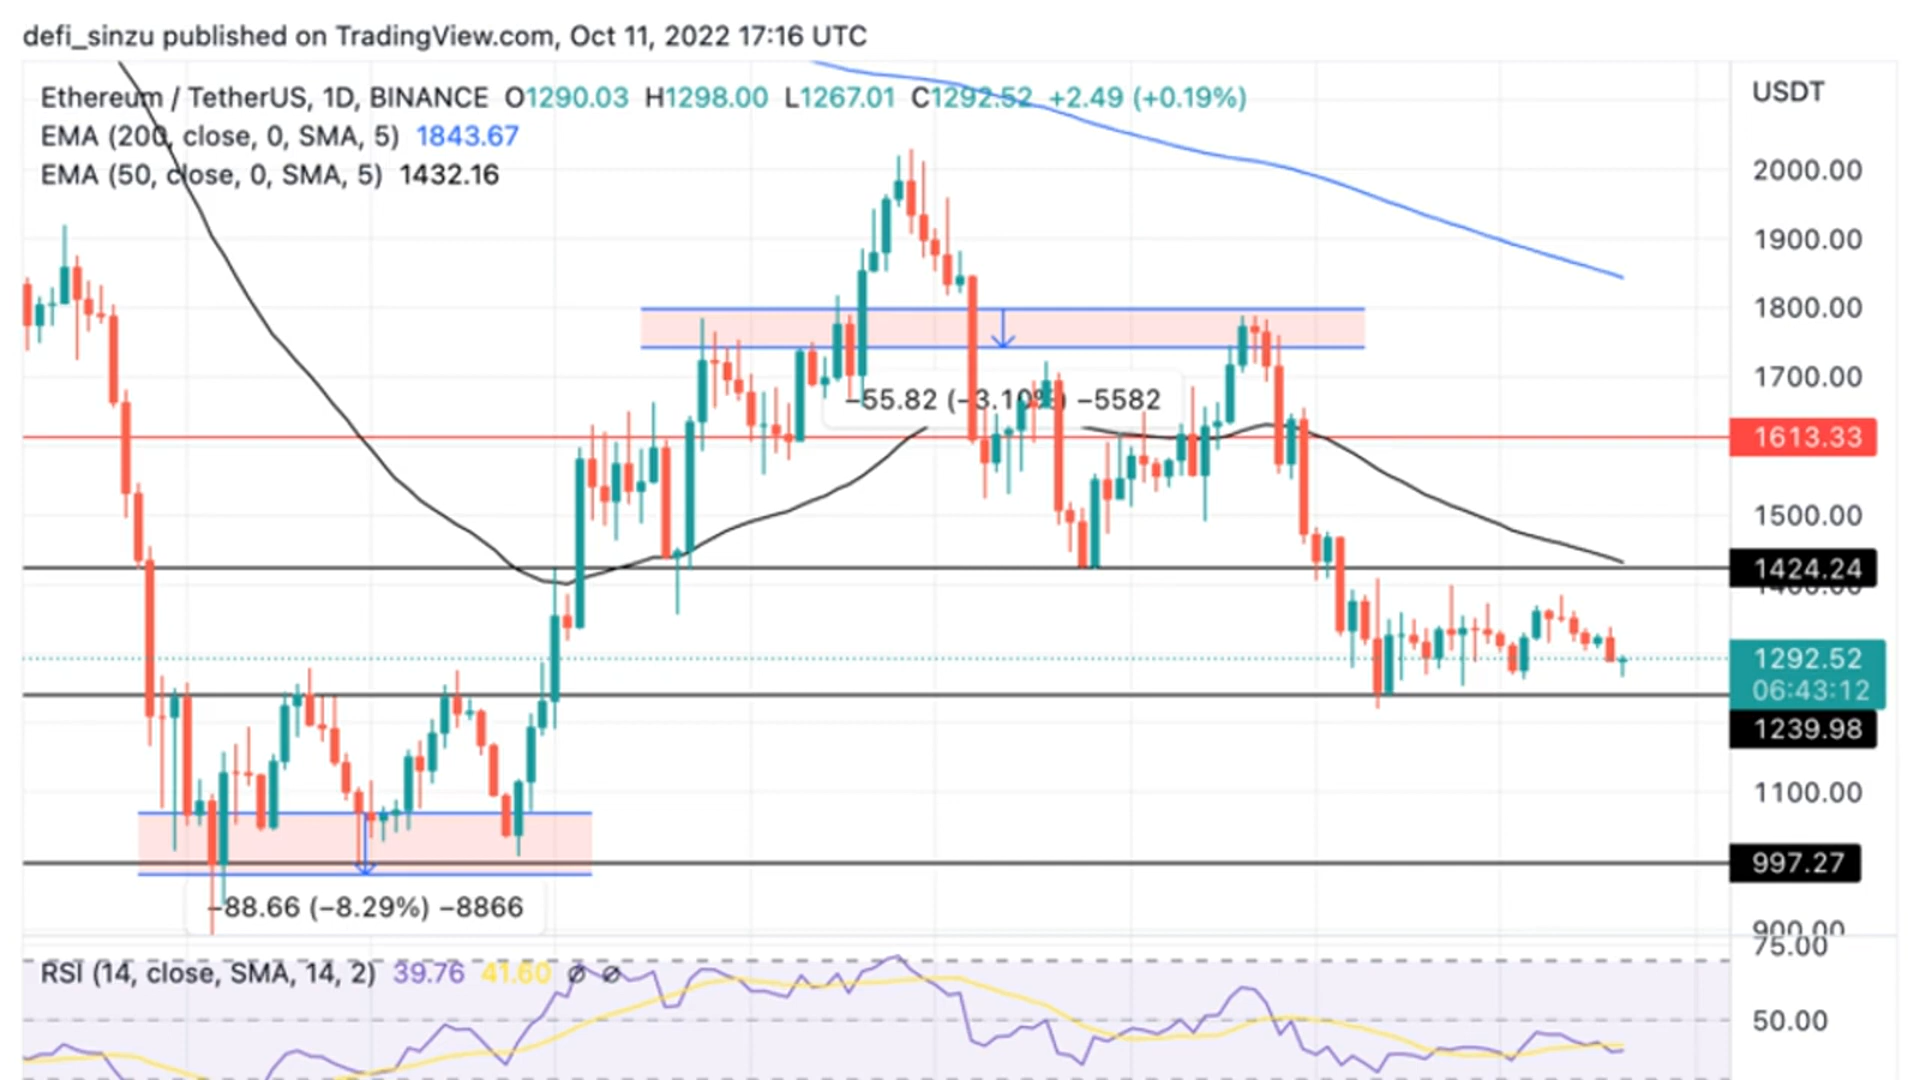 defi_sinzu published on TradingView.com, Oct 11, 2022 17:16 UTC
Ethereum / TetherUS, 1D, BINANCE O1290.03 H1298.00 L1267.01 C1292.52 +2.49 (+0.19%)
USDT
EMA (200, close, 0, SMA, 5) 1843.67
EMA (50, close, 0, SMA, 5) 1432.16
2000.00
1900.00
1800.00
1700.00
−55.82 (−3.10%) −5582
1613.33
1500.00
1424.24
1400.00
1292.52
06:43:12
1239.98
1100.00
997.27
−88.66 (−8.29%) −8866
900.00
75.00
RSI (14, close, SMA, 14, 2) 39.76 41.60 ∅ ∅
50.00